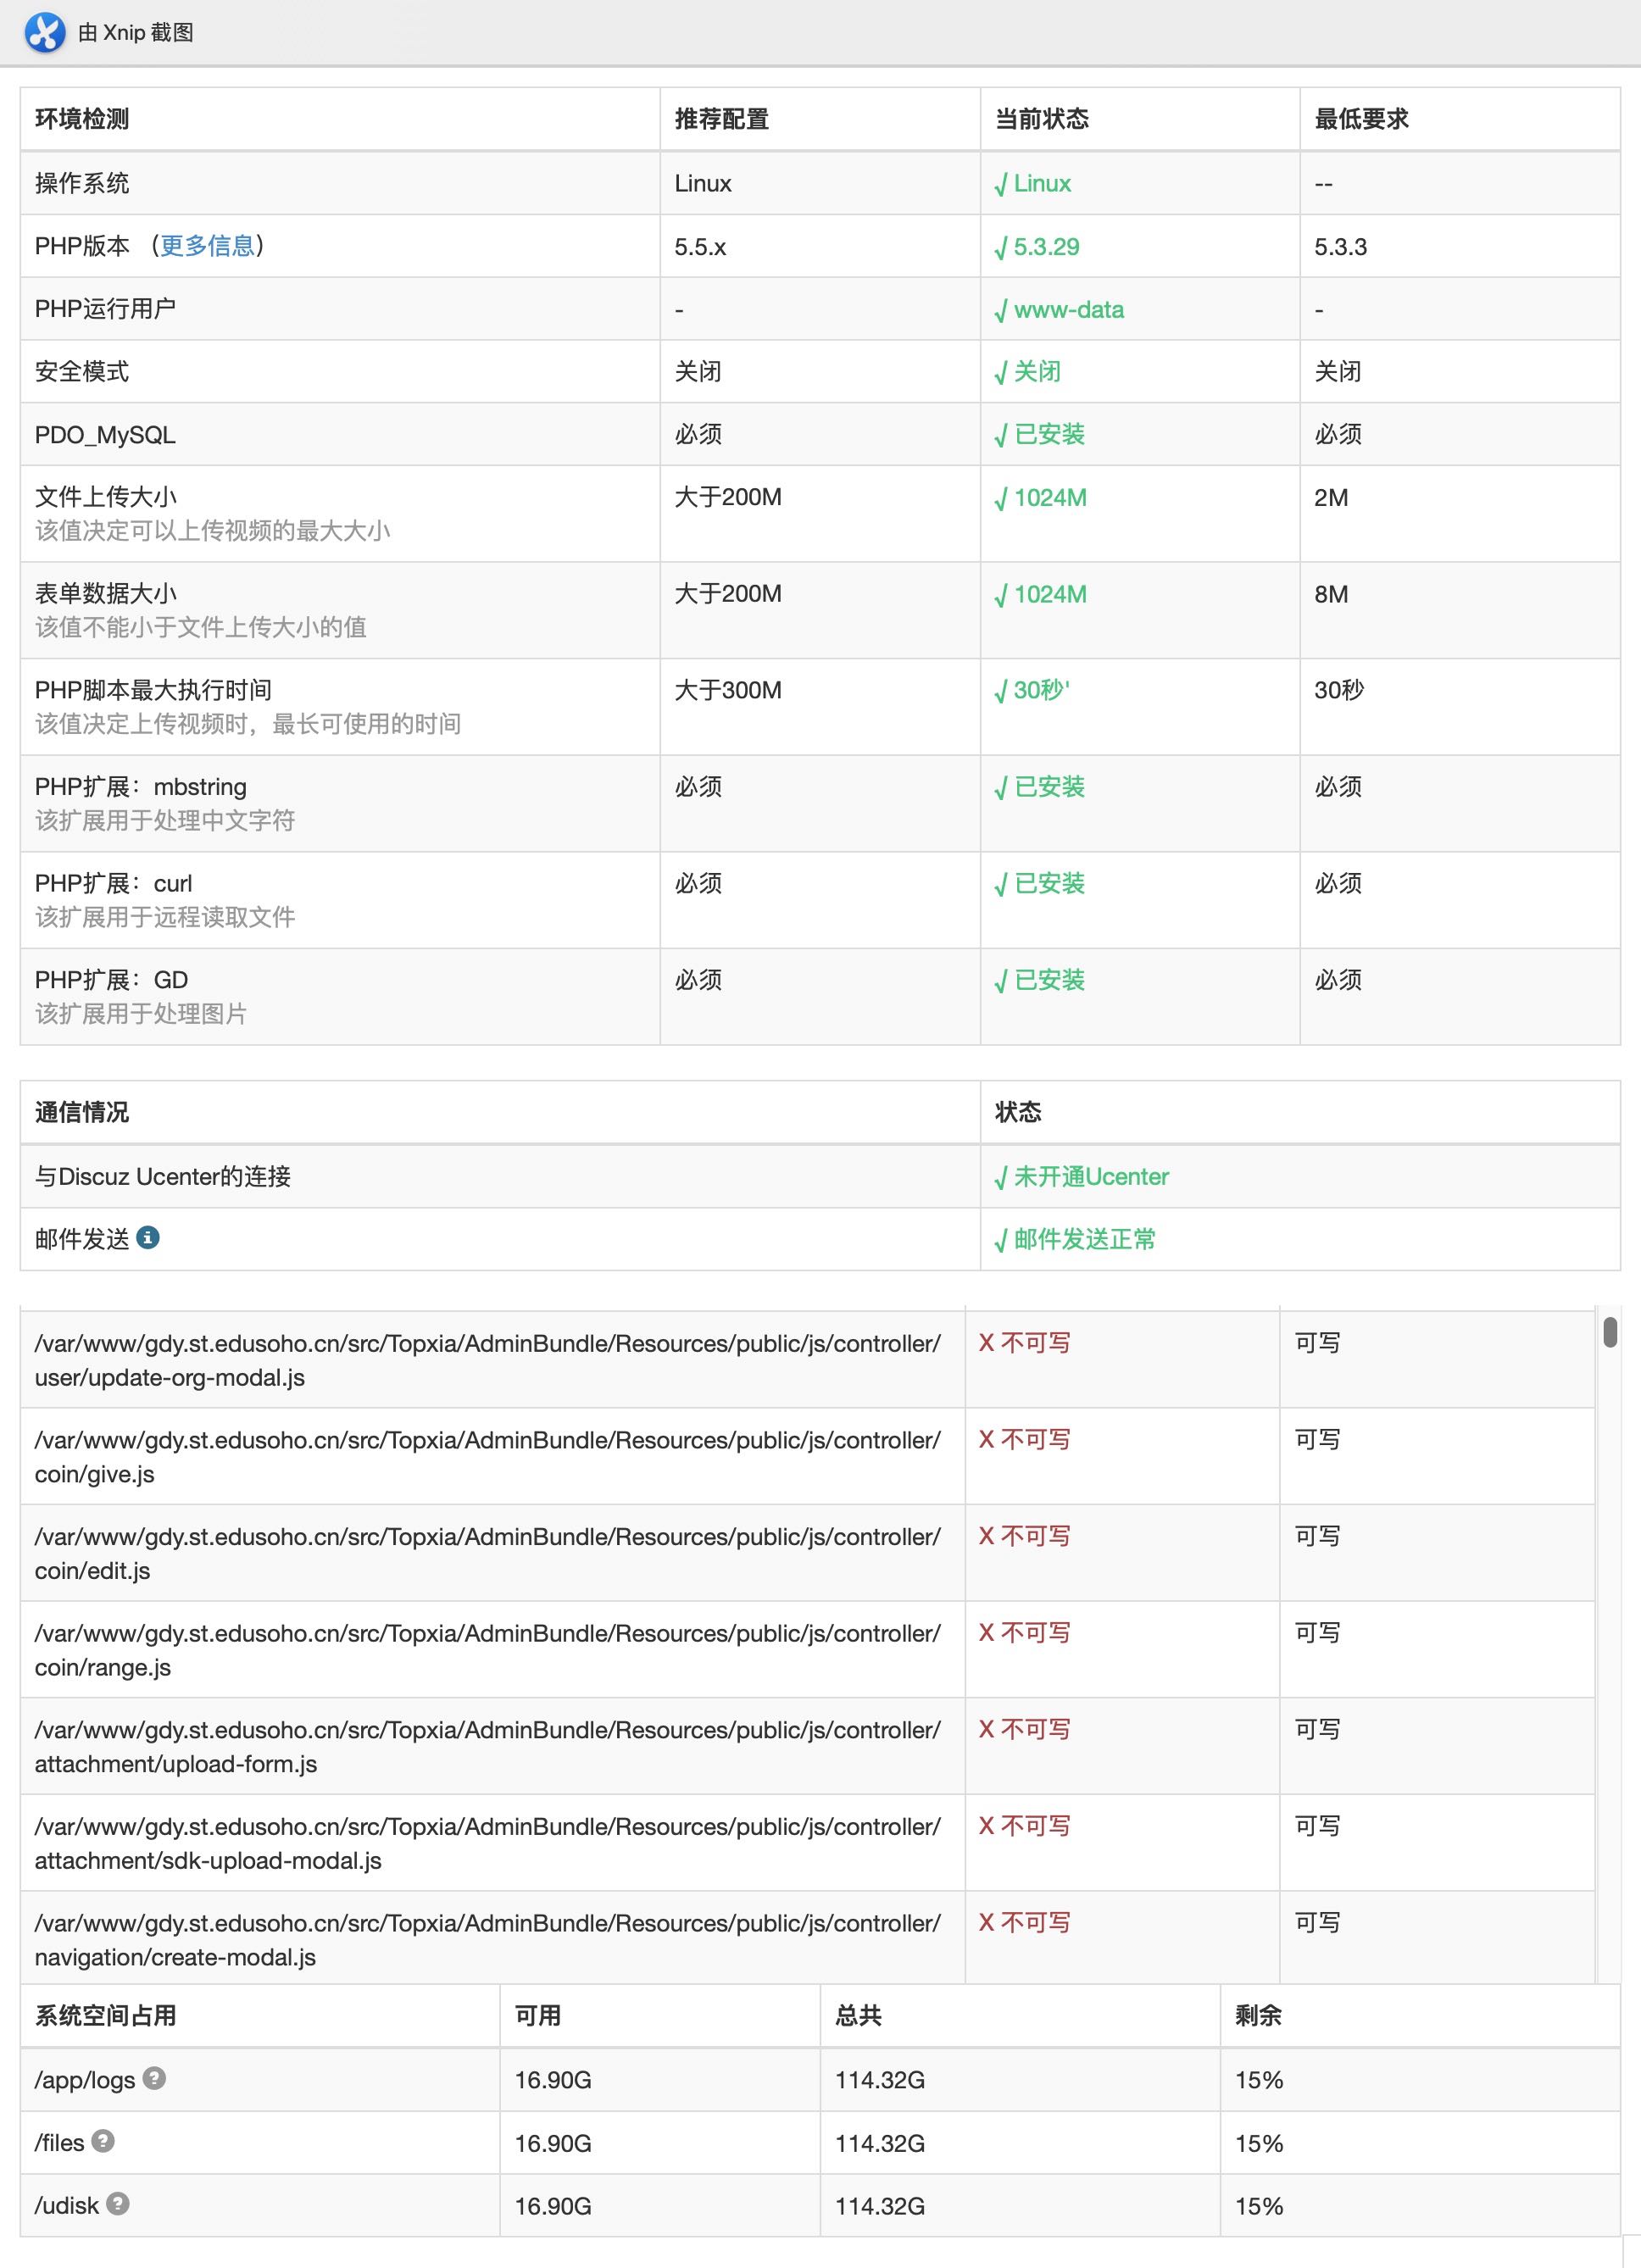 由 Xnip 截图
环境检测 推荐配置 当前状态 最低要求
操作系统 Linux √ Linux --
PHP版本 （更多信息） 5.5.x √ 5.3.29 5.3.3
PHP运行用户 - √ www-data -
安全模式 关闭 √ 关闭 关闭
PDO_MySQL 必须 √ 已安装 必须
文件上传大小 大于200M √ 1024M 2M
该值决定可以上传视频的最大大小
表单数据大小 大于200M √ 1024M 8M
该值不能小于文件上传大小的值
PHP脚本最大执行时间 大于300M √ 30秒' 30秒
该值决定上传视频时，最长可使用的时间
PHP扩展：mbstring 必须 √ 已安装 必须
该扩展用于处理中文字符
PHP扩展：curl 必须 √ 已安装 必须
该扩展用于远程读取文件
PHP扩展：GD 必须 √ 已安装 必须
该扩展用于处理图片
通信情况 状态
与Discuz Ucenter的连接 √ 未开通Ucenter
邮件发送 √ 邮件发送正常
/var/www/gdy.st.edusoho.cn/src/Topxia/AdminBundle/Resources/public/js/controller/ X 不可写 可写
user/update-org-modal.js
/var/www/gdy.st.edusoho.cn/src/Topxia/AdminBundle/Resources/public/js/controller/ X 不可写 可写
coin/give.js
/var/www/gdy.st.edusoho.cn/src/Topxia/AdminBundle/Resources/public/js/controller/ X 不可写 可写
coin/edit.js
/var/www/gdy.st.edusoho.cn/src/Topxia/AdminBundle/Resources/public/js/controller/ X 不可写 可写
coin/range.js
/var/www/gdy.st.edusoho.cn/src/Topxia/AdminBundle/Resources/public/js/controller/ X 不可写 可写
attachment/upload-form.js
/var/www/gdy.st.edusoho.cn/src/Topxia/AdminBundle/Resources/public/js/controller/ X 不可写 可写
attachment/sdk-upload-modal.js
/var/www/gdy.st.edusoho.cn/src/Topxia/AdminBundle/Resources/public/js/controller/ X 不可写 可写
navigation/create-modal.js
系统空间占用 可用 总共 剩余
/app/logs 16.90G 114.32G 15%
/files 16.90G 114.32G 15%
/udisk 16.90G 114.32G 15%